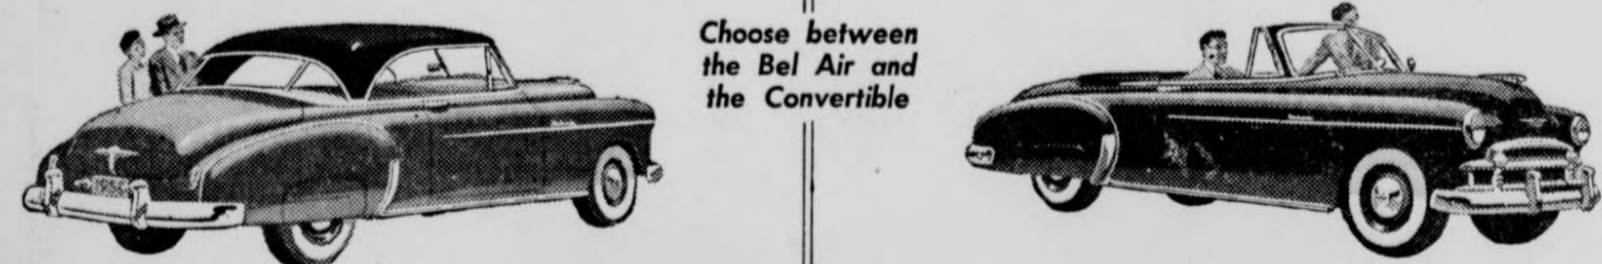 Choose between
the Bel Air and
the Convertible